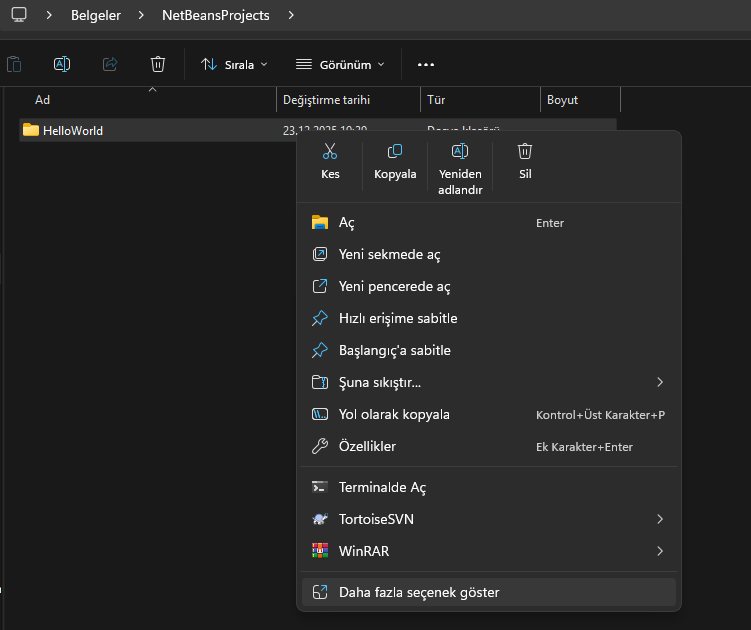 Belgeler
NetBeansProjects
Sırala
Görünüm
Ad
Değiştirme tarihi
Tür
Boyut
HelloWorld
23.12.2025 19:39
Dosya klasörü
Kes
Kopyala
Yeniden
adlandır
Sil
Aç
Enter
Yeni sekmede aç
Yeni pencerede aç
Hızlı erişime sabitle
Başlangıç'a sabitle
Şuna sıkıştır...
Yol olarak kopyala
Kontrol+Üst Karakter+P
Özellikler
Ek Karakter+Enter
Terminalde Aç
TortoiseSVN
WinRAR
Daha fazla seçenek göster